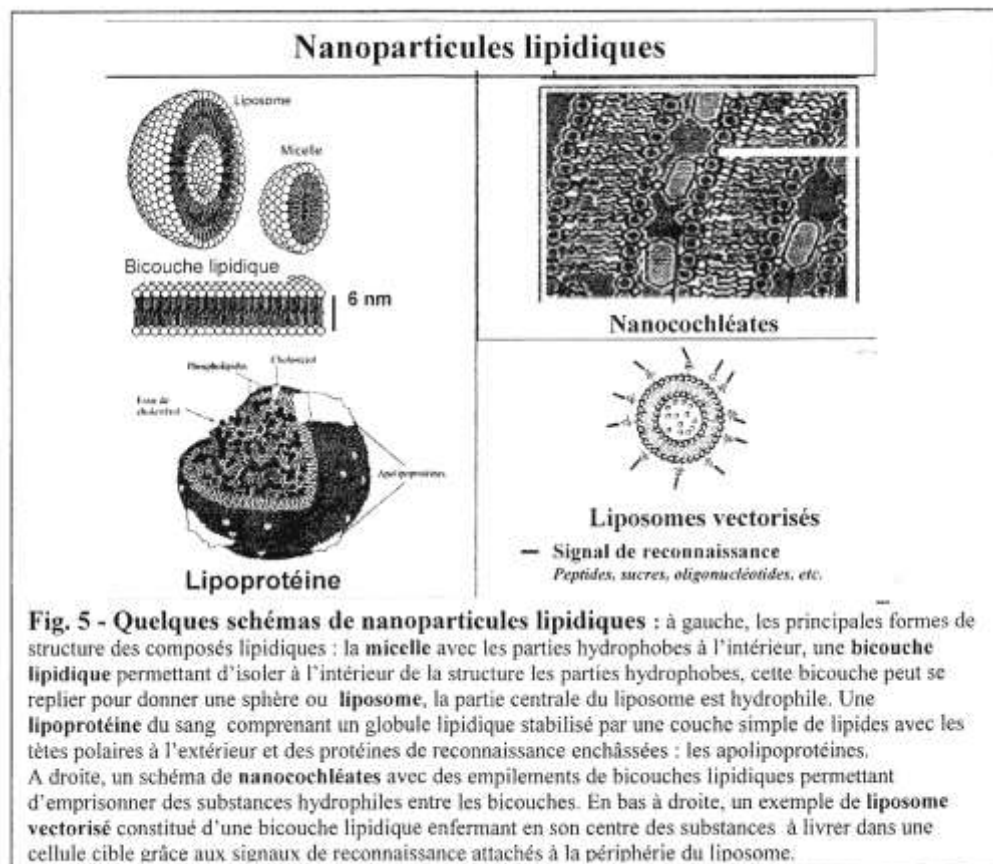 Nanoparticules lipidiques
Liposome
Micelle
Bicouche lipidique
6 nm
Phospholipides
Cholestérol
Ester de
cholestérol
Apolipoprotéines
Lipoprotéine
Nanocochléates
Liposomes vectorisés
Signal de reconnaissance
Peptides, sucres, oligonucléotides, etc.
Fig. 5 - Quelques schémas de nanoparticules lipidiques : à gauche, les principales formes de
structure des composés lipidiques : la micelle avec les parties hydrophobes à l'intérieur, une bicouche
lipidique permettant d'isoler à l'intérieur de la structure les parties hydrophobes, cette bicouche peut se
replier pour donner une sphère ou liposome, la partie centrale du liposome est hydrophile. Une
lipoprotéine du sang comprenant un globule lipidique stabilisé par une couche simple de lipides avec les
têtes polaires à l'extérieur et des protéines de reconnaissance enchâssées : les apolipoprotéines.
A droite, un schéma de nanocochléates avec des empilements de bicouches lipidiques permettant
d'emprisonner des substances hydrophiles entre les bicouches. En bas à droite, un exemple de liposome
vectorisé constitué d'une bicouche lipidique enfermant en son centre des substances à livrer dans une
cellule cible grâce aux signaux de reconnaissance attachés à la périphérie du liposome.